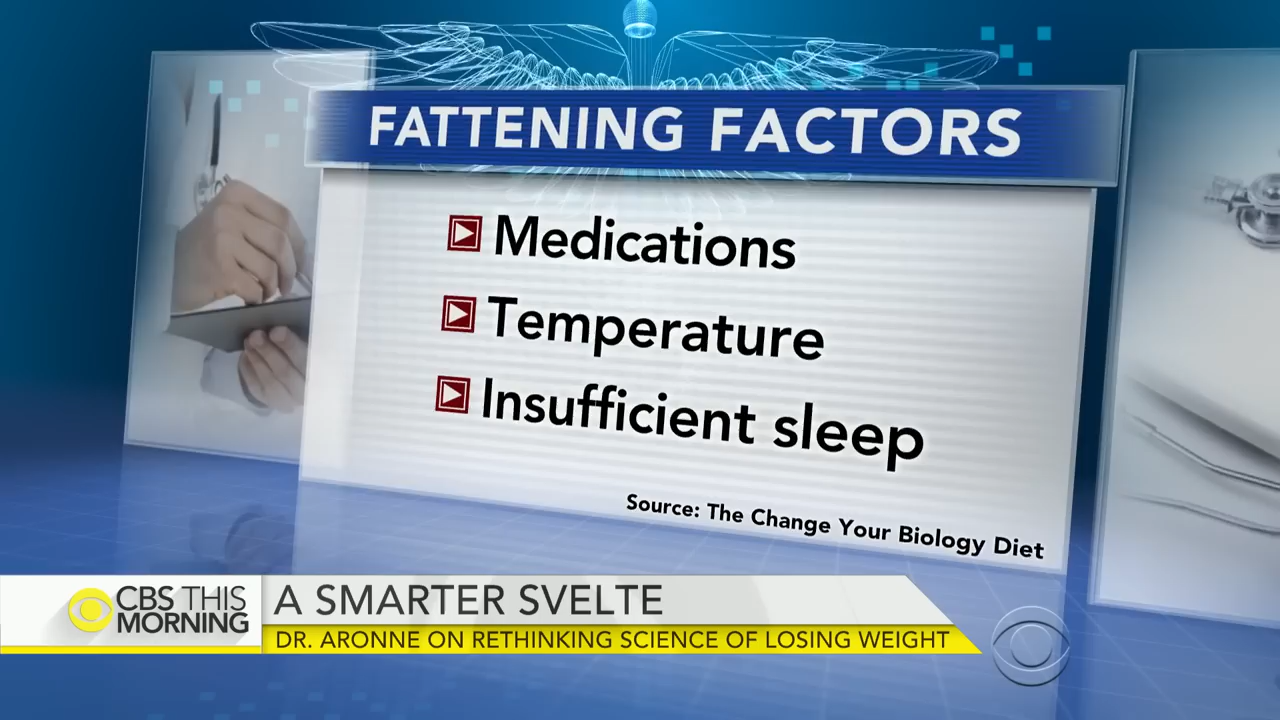 FATTENING FACTORS
Medications
Temperature
Insufficient sleep
Source: The Change Your Biology Diet
CBS THIS
MORNING
A SMARTER SVELTE
DR. ARONNE ON RETHINKING SCIENCE OF LOSING WEIGHT